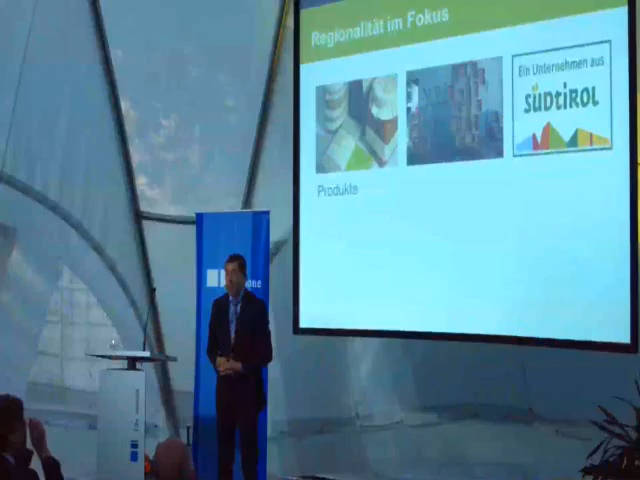 Regionalität im Fokus
Ein Unternehmen aus
SÜDTIROL
Produkte